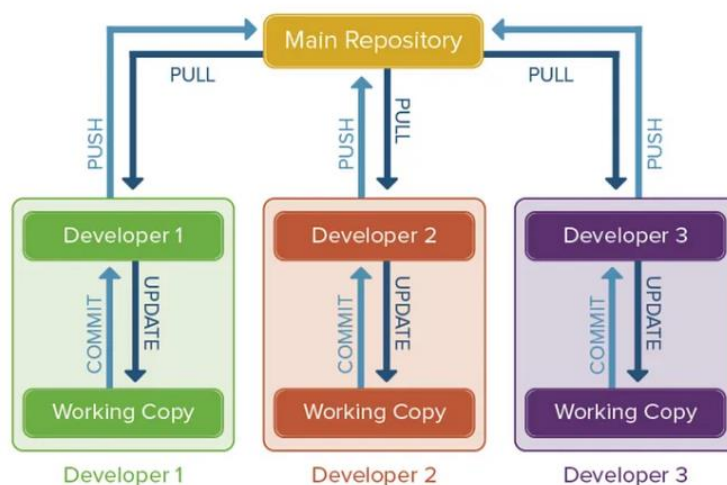 Main Repository
PULL
PULL
PUSH
PUSH
PULL
PUSH
Developer 1
Developer 2
Developer 3
COMMIT
UPDATE
COMMIT
UPDATE
COMMIT
UPDATE
Working Copy
Working Copy
Working Copy
Developer 1
Developer 2
Developer 3